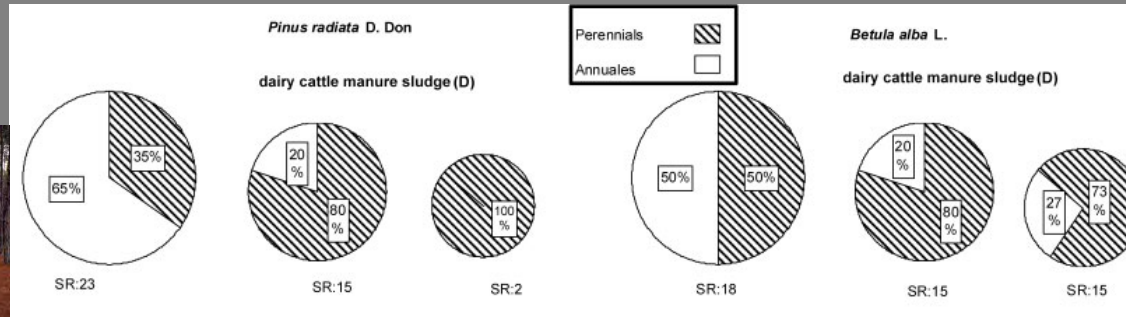 Pinus radiata D. Don
dairy cattle manure sludge (D)
Perennials
Annuales
Betula alba L.
dairy cattle manure sludge (D)
35%
65%
SR:23
20
%
80
%
SR:15
100
%
SR:2
50%
50%
SR:18
20
%
80
%
SR:15
73
%
27
%
SR:15